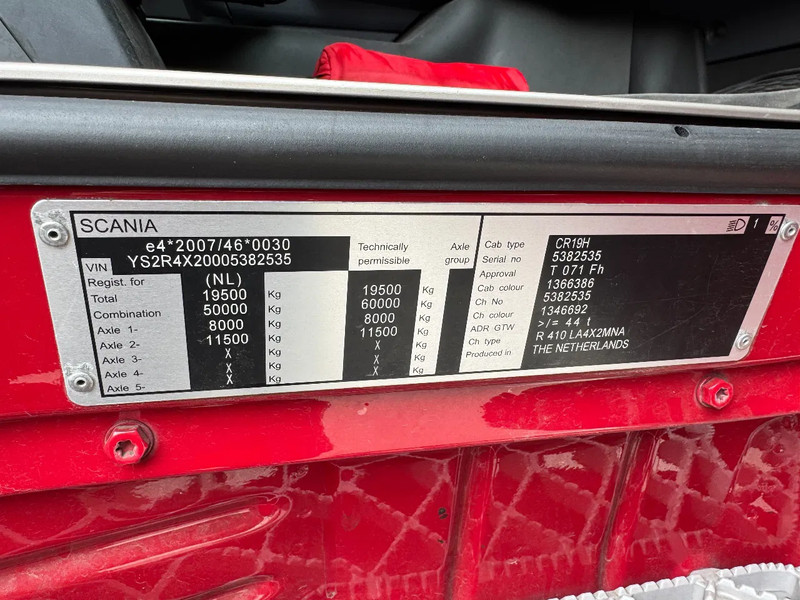 SCANIA
e4*2007/46*0030
VIN YS2R4X20005382535
Regist. for (NL)
Total 19500 Kg
Combination 50000 Kg
Axle 1- 8000 Kg
Axle 2- 11500 Kg
Axle 3- X Kg
Axle 4- X Kg
Axle 5- X Kg
Technically Axle
permissible group
19500 Kg
60000 Kg
8000 Kg
11500 Kg
X Kg
X Kg
X Kg
1 %
Cab type CR19H
Serial no 5382535
Approval T 071 Fh
Cab colour 1366386
Ch No 5382535
Ch colour 1346692
ADR GTW >/= 44 t
Ch type R 410 LA4X2MNA
Produced in THE NETHERLANDS